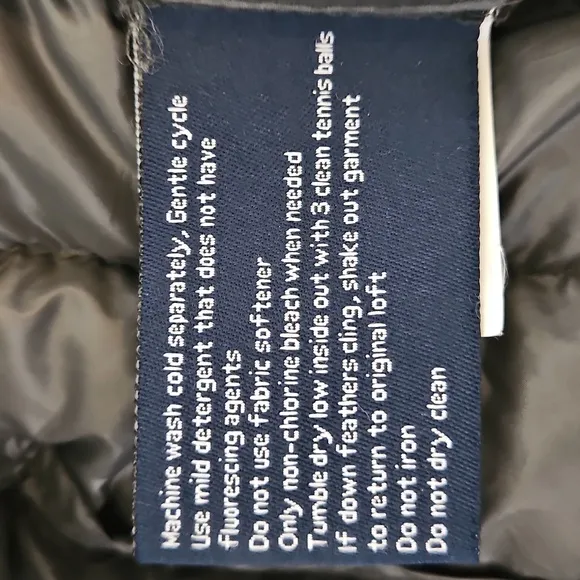 Machine wash cold separately, Gentle cycle
Use mild detergent that does not have
fluorescing agents
Do not use fabric softener
Only non-chlorine bleach when needed
Tumble dry low inside out with 3 clean tennis balls
If down feathers cling, shake out garment
to return to original loft
Do not iron
Do not dry clean